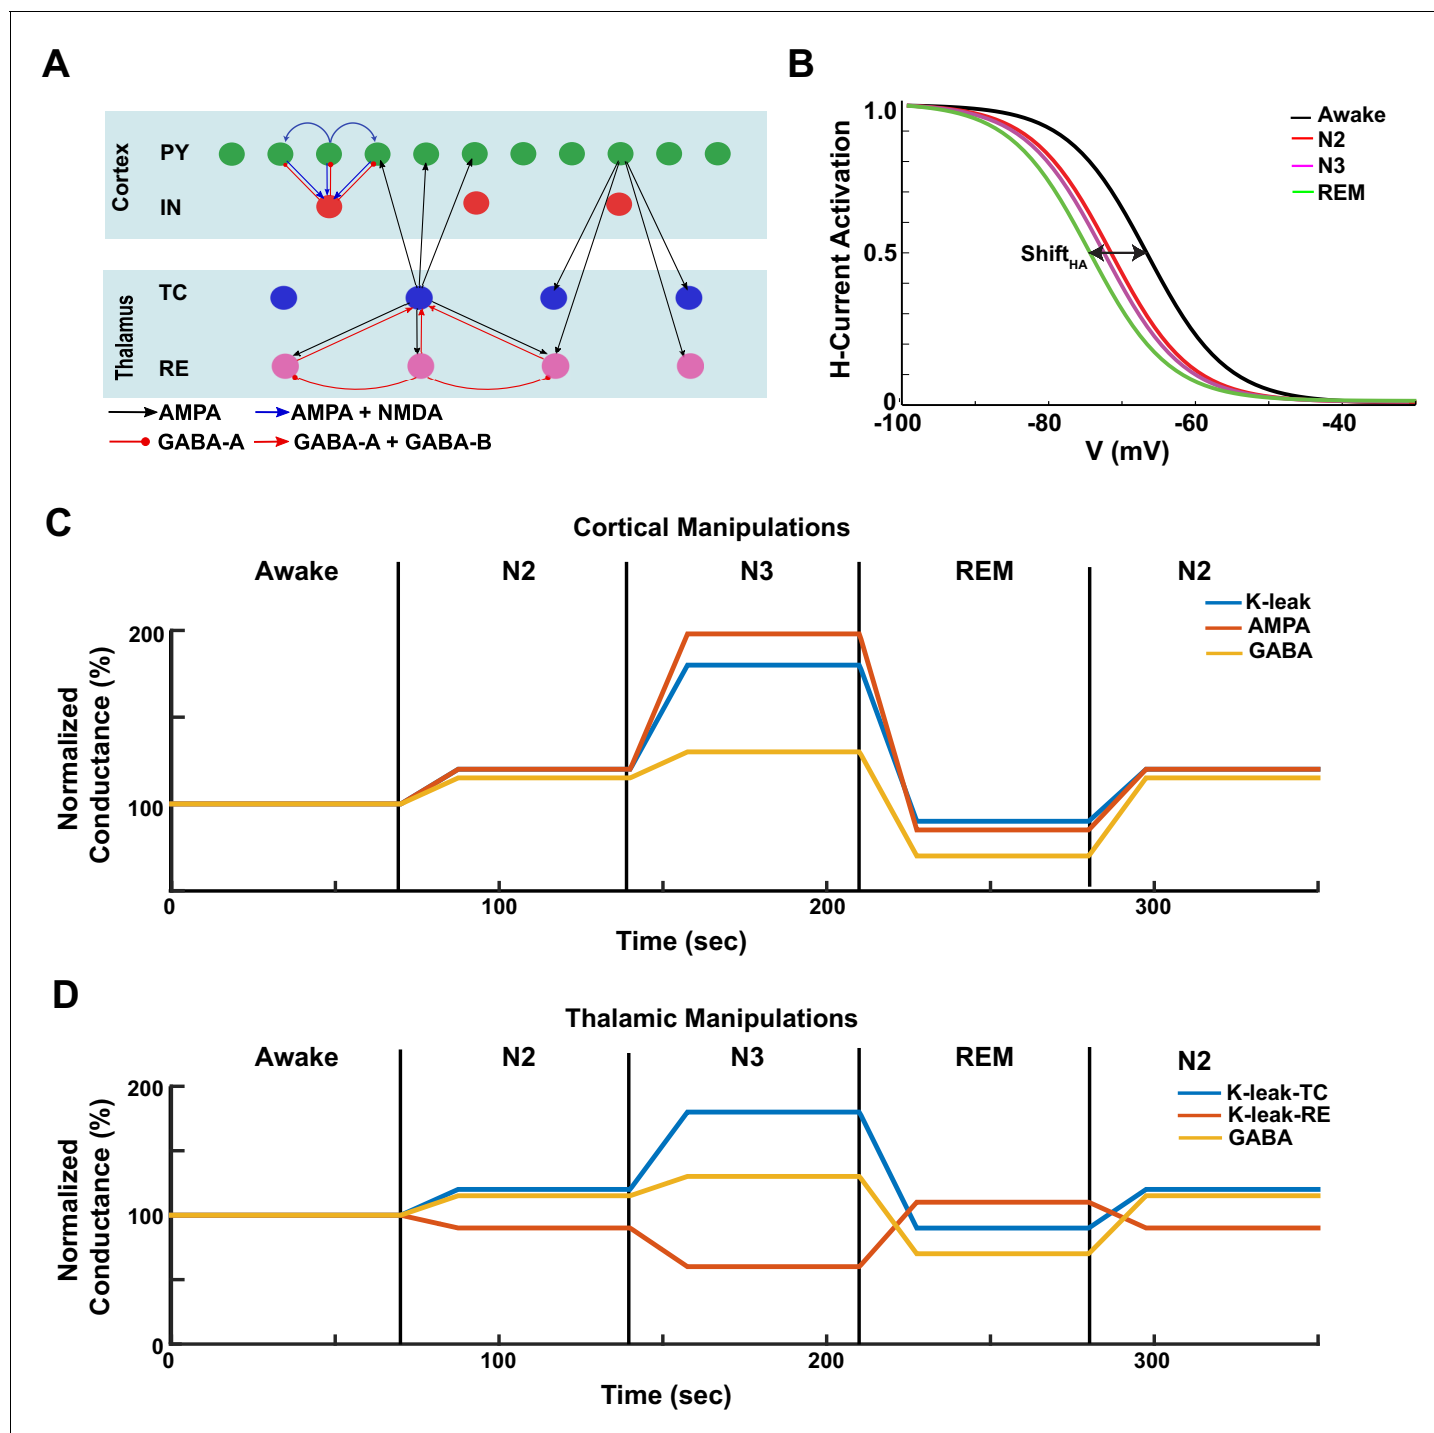 A
Cortex
PY
IN
Thalamus
TC
RE
AMPA
AMPA + NMDA
GABA-A
GABA-A + GABA-B
B
H-Current Activation
1.0
0.5
0
Shift_HA
Awake
N2
N3
REM
-100
-80
-60
-40
V (mV)
C
Cortical Manipulations
Awake
N2
N3
REM
N2
K-leak
AMPA
GABA
Normalized
Conductance (%)
200
100
0
100
200
300
Time (sec)
D
Thalamic Manipulations
Awake
N2
N3
REM
N2
K-leak-TC
K-leak-RE
GABA
Normalized
Conductance (%)
200
100
0
0
100
200
300
Time (sec)